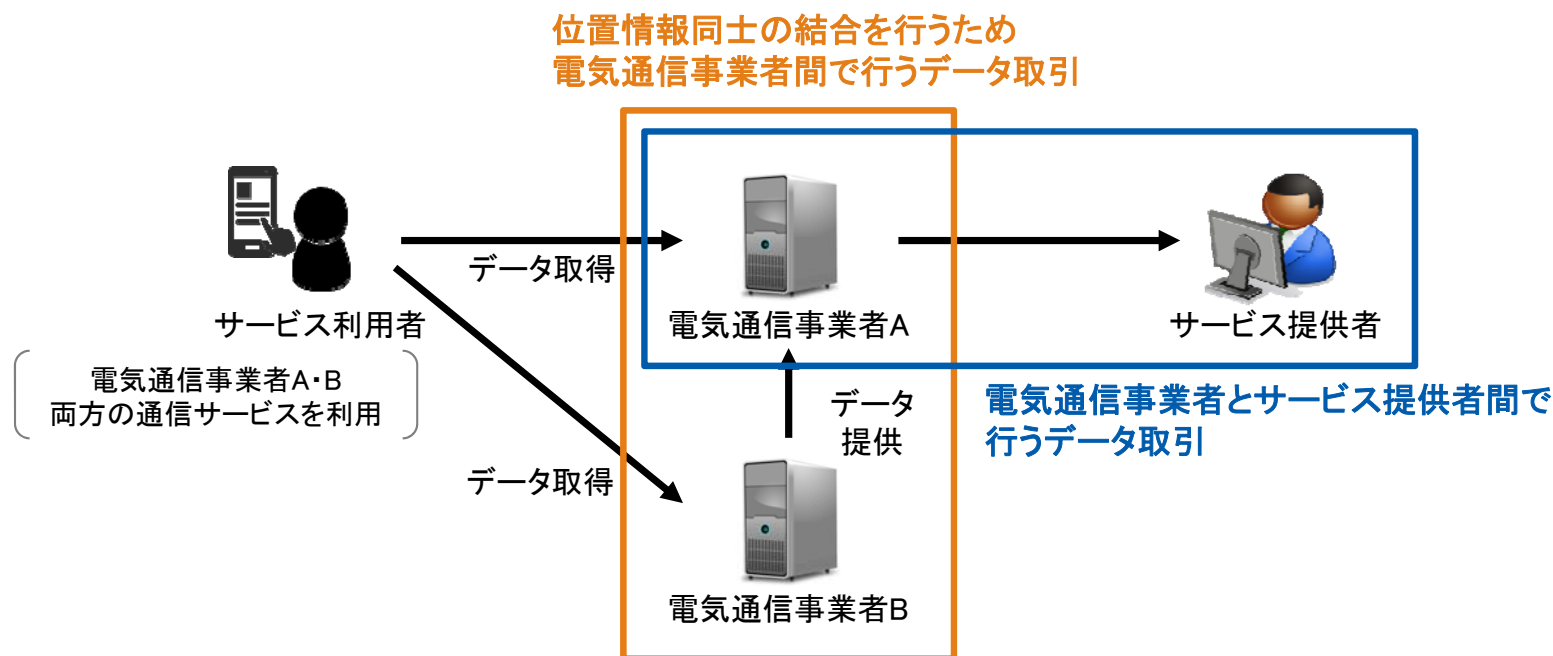 位置情報同士の結合を行うため
電気通信事業者間で行うデータ取引
データ取得
サービス利用者
電気通信事業者A・B
両方の通信サービスを利用
電気通信事業者A
サービス提供者
データ
提供
電気通信事業者とサービス提供者間で
行うデータ取引
データ取得
電気通信事業者B